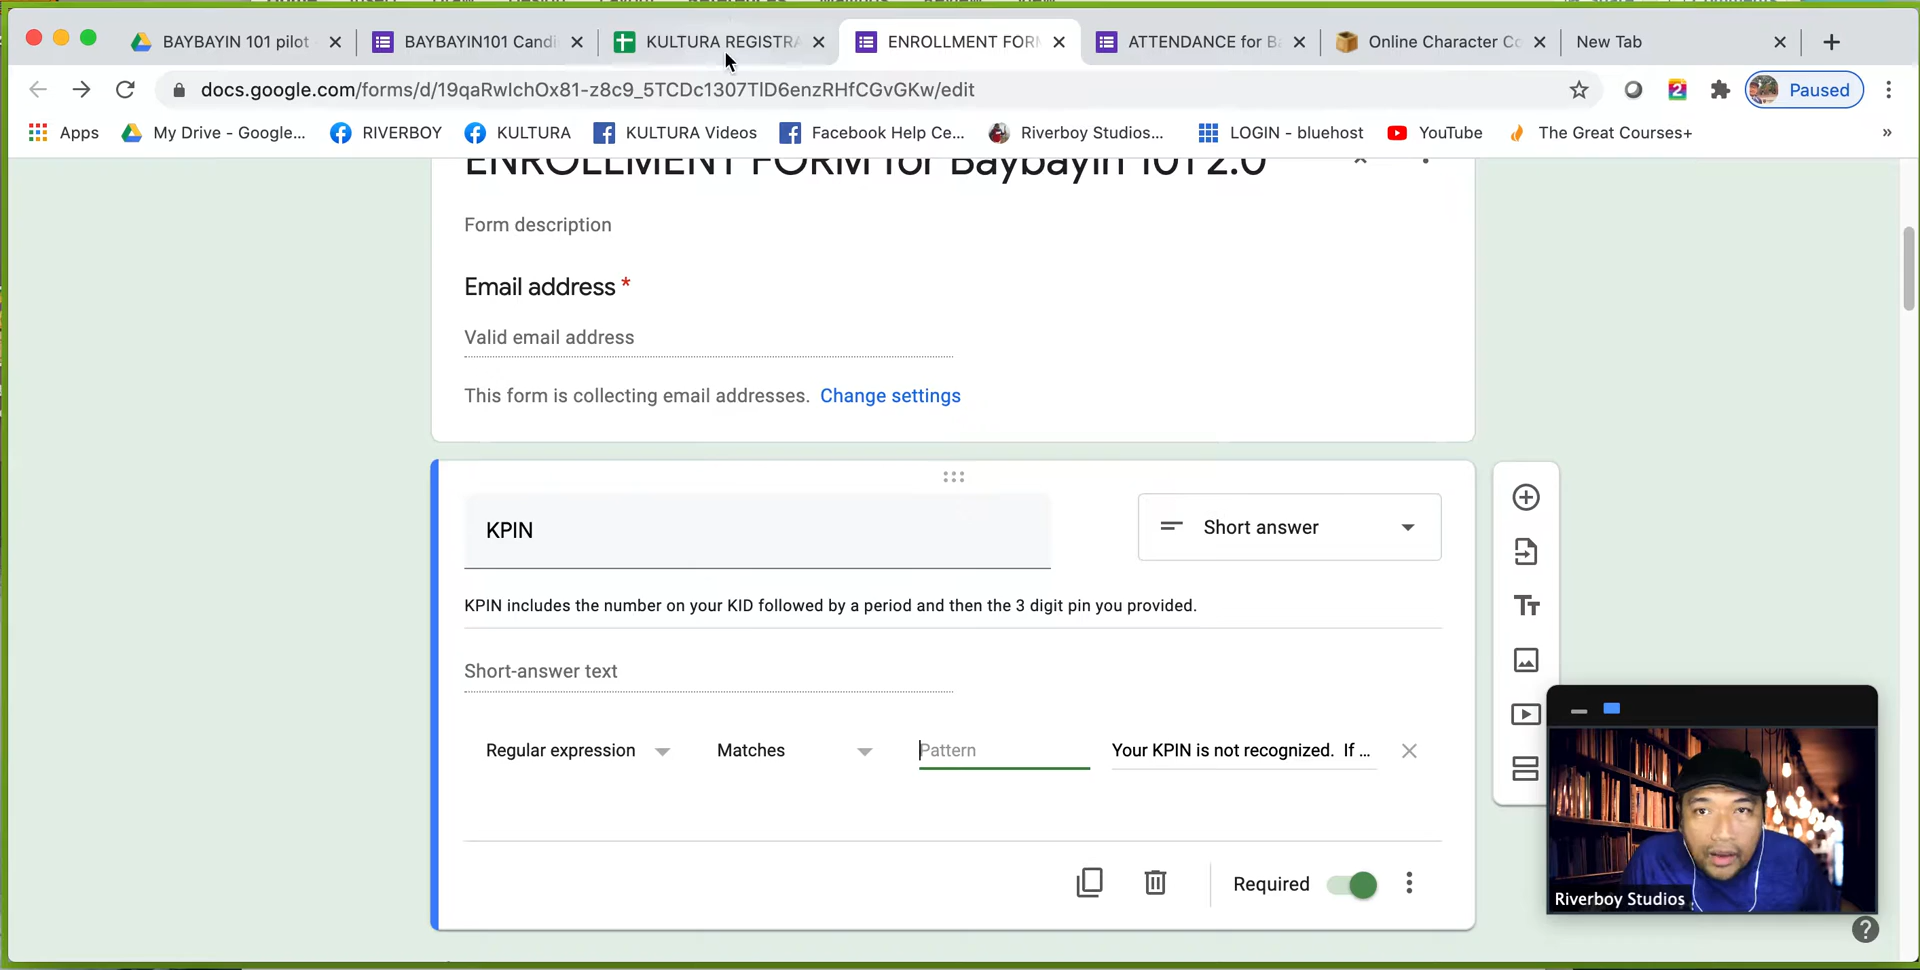 BAYBAYIN 101 pilot
BAYBAYIN101 Candi
KULTURA REGISTRA
ENROLLMENT FORM
ATTENDANCE for Ba
Online Character Co
New Tab
docs.google.com/forms/d/19qaRwIchOx81-z8c9_5TCDc1307TlD6enzRHfCGvGKw/edit
2
Paused
Apps
My Drive - Google...
RIVERBOY
KULTURA
KULTURA Videos
Facebook Help Ce...
Riverboy Studios...
LOGIN - bluehost
YouTube
The Great Courses+
»
ENROLLMENT FORM for Baybayin 101 2.0
Form description
Email address *
Valid email address
This form is collecting email addresses. Change settings
KPIN
Short answer
KPIN includes the number on your KID followed by a period and then the 3 digit pin you provided.
Short-answer text
Regular expression
Matches
Pattern
Your KPIN is not recognized. If ...
Required
Riverboy Studios